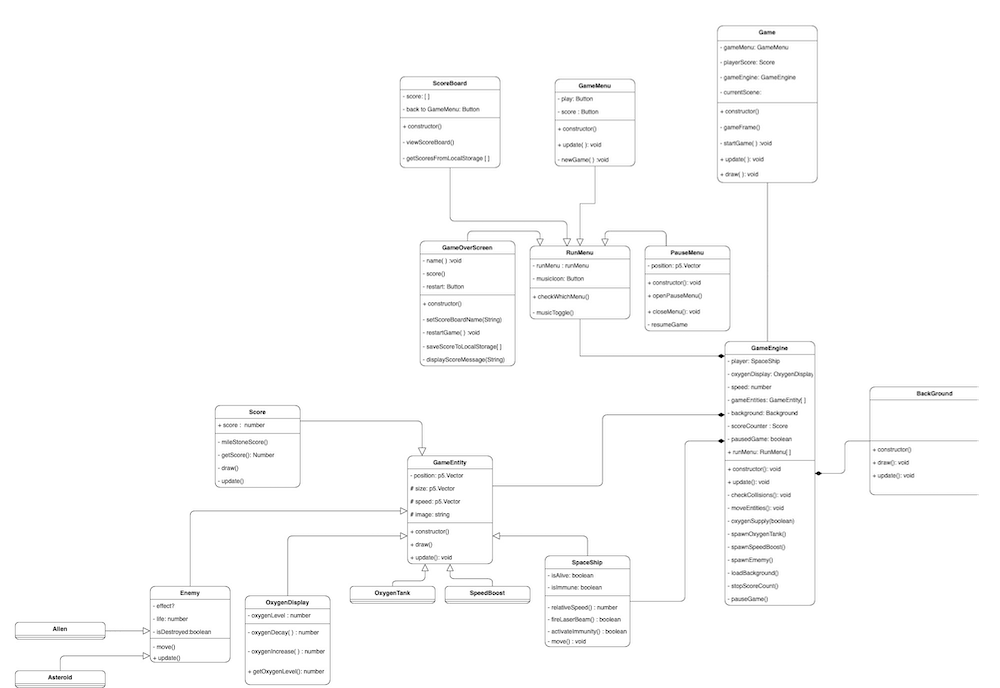 Game
- gameMenu: GameMenu
- playerScore: Score
- gameEngine: GameEngine
- currentScene:
+ constructor()
- gameFrame()
- startGame( ) :void
+ update( ): void
+ draw( ): void
ScoreBoard
- score: [ ]
- back to GameMenu: Button
+ constructor()
- viewScoreBoard()
- getScoresFromLocalStorage [ ]
GameMenu
- play: Button
- score : Button
+ constructor()
+ update( ): void
- newGame( ) :void
GameOverScreen
- name( ) :void
- score()
- restart: Button
+ constructor()
- setScoreBoardName(String)
- restartGame( ) :void
- saveScoreToLocalStorage[ ]
- displayScoreMessage(String)
RunMenu
- runMenu : runMenu
- musicIcon: Button
+ checkWhichMenu()
- musicToggle()
PauseMenu
- position: p5.Vector
+ constructor(): void
+ openPauseMenu()
+ closeMenu(): void
- resumeGame
GameEngine
- player: SpaceShip
- oxygenDisplay: OxygenDisplay
- speed: number
- gameEntities: GameEntity[ ]
- background: Background
- scoreCounter : Score
- pausedGame: boolean
+ runMenu: RunMenu[ ]
+ constructor(): void
+ update(): void
- checkCollisions(): void
- moveEntities(): void
- oxygenSupply(boolean)
- spawnOxygenTank()
- spawnSpeedBoost()
- spawnEmemy()
- loadBackground()
- stopScoreCount()
- pauseGame()
BackGround
+ constructor()
+ draw(): void
+ update(): void
Score
+ score : number
- mileStoneScore()
- getScore(): Number
- draw()
- update()
GameEntity
- position: p5.Vector
# size: p5.Vector
# speed: p5.Vector
# image: string
+ constructor()
+ draw()
+ update(): void
SpaceShip
- isAlive: boolean
- isImmune: boolean
- relativeSpeed() : number
- fireLaserBeam() : boolean
- activateImmunity() : boolean
- move() : void
OxygenTank
SpeedBoost
Enemy
- effect?
- life: number
- isDestroyed:boolean
- move()
+ update()
OxygenDisplay
- oxygenLevel : number
- oxygenDecay( ) : number
- oxygenIncrease( ) : number
+ getOxygenLevel(): number
Alien
Asteroid